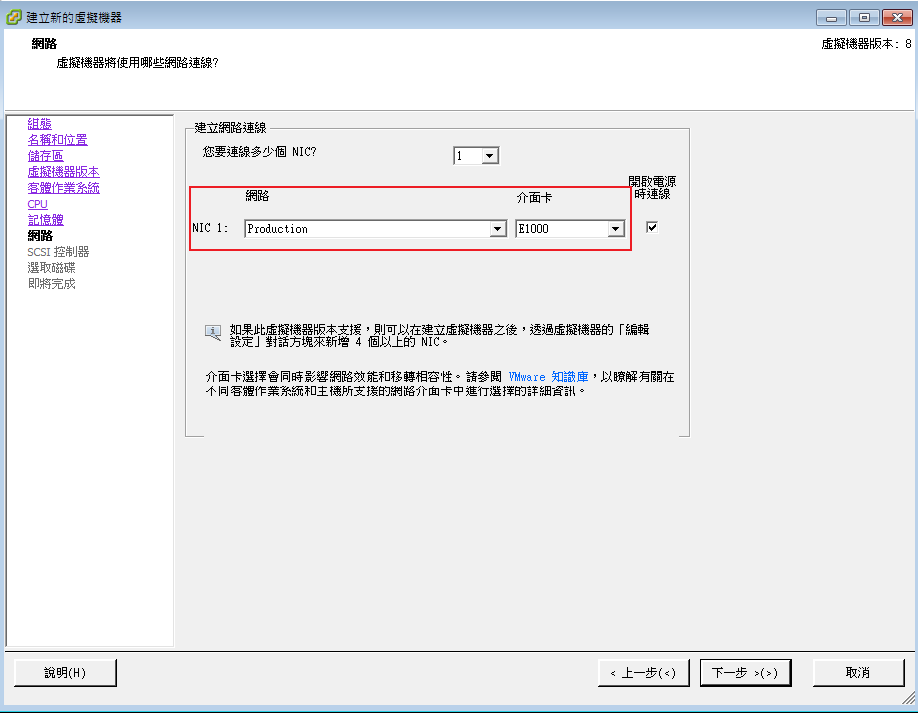 建立新的虛擬機器
網路
虛擬機器將使用哪些網路連線?
虛擬機器版本: 8
組態
名稱和位置
儲存區
虛擬機器版本
客體作業系統
CPU
記憶體
網路
SCSI 控制器
選取磁碟
即將完成
建立網路連線
您要連線多少個 NIC?
1
網路
介面卡
開啟電源
時連線
NIC 1:
Production
E1000
如果此虛擬機器版本支援，則可以在建立虛擬機器之後，透過虛擬機器的「編輯
設定」對話方塊來新增 4 個以上的 NIC。
介面卡選擇會同時影響網路效能和移轉相容性。請參閱 VMware 知識庫，以瞭解有關在
不同客體作業系統和主機所支援的網路介面卡中進行選擇的詳細資訊。
說明(H)
< 上一步(<)
下一步 >(>)
取消